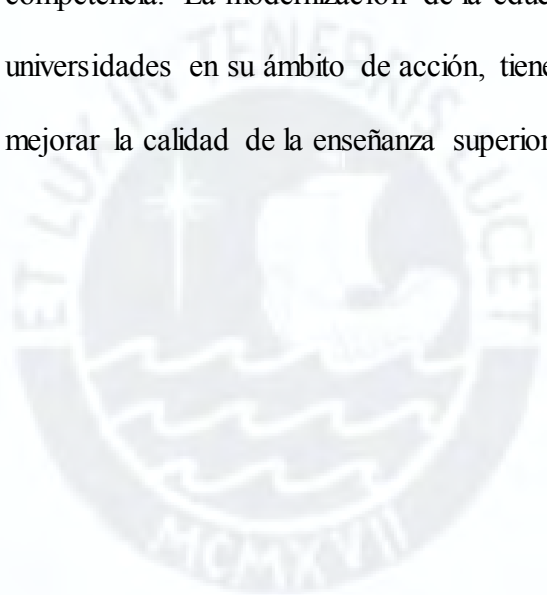 competencia. La modernización de la educ
universidades en su ámbito de acción, tiene
mejorar la calidad de la enseñanza superior
ET LUX IN TENEBRIS LUCET
MCMXVII